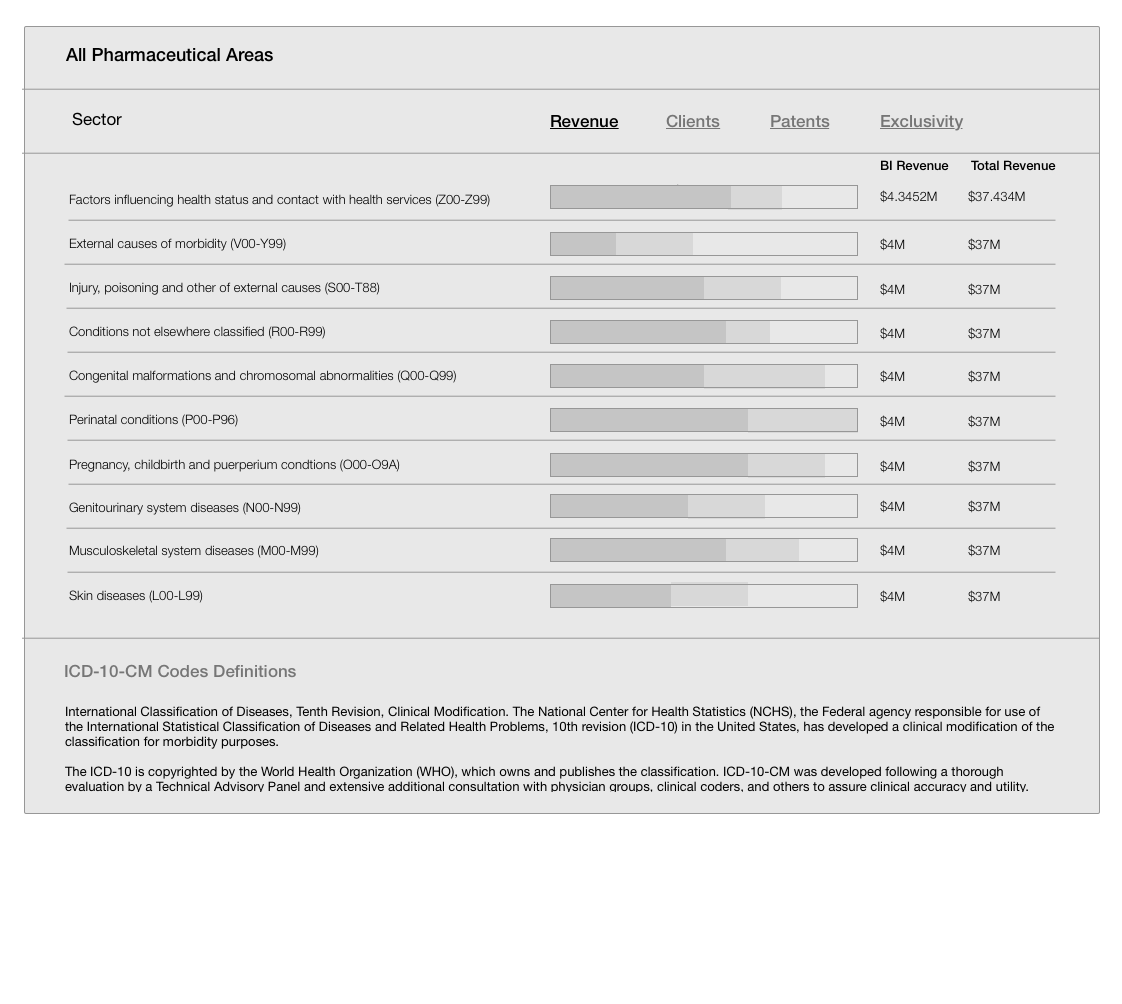 All Pharmaceutical Areas
Sector Revenue Clients Patents Exclusivity
BI Revenue Total Revenue
Factors influencing health status and contact with health services (Z00-Z99) $4.3452M $37.434M
External causes of morbidity (V00-Y99) $4M $37M
Injury, poisoning and other of external causes (S00-T88) $4M $37M
Conditions not elsewhere classified (R00-R99) $4M $37M
Congenital malformations and chromosomal abnormalities (Q00-Q99) $4M $37M
Perinatal conditions (P00-P96) $4M $37M
Pregnancy, childbirth and puerperium condtions (O00-O9A) $4M $37M
Genitourinary system diseases (N00-N99) $4M $37M
Musculoskeletal system diseases (M00-M99) $4M $37M
Skin diseases (L00-L99) $4M $37M
ICD-10-CM Codes Definitions
International Classification of Diseases, Tenth Revision, Clinical Modification. The National Center for Health Statistics (NCHS), the Federal agency responsible for use of
the International Statistical Classification of Diseases and Related Health Problems, 10th revision (ICD-10) in the United States, has developed a clinical modification of the
classification for morbidity purposes.
The ICD-10 is copyrighted by the World Health Organization (WHO), which owns and publishes the classification. ICD-10-CM was developed following a thorough
evaluation by a Technical Advisory Panel and extensive additional consultation with physician groups, clinical coders, and others to assure clinical accuracy and utility.